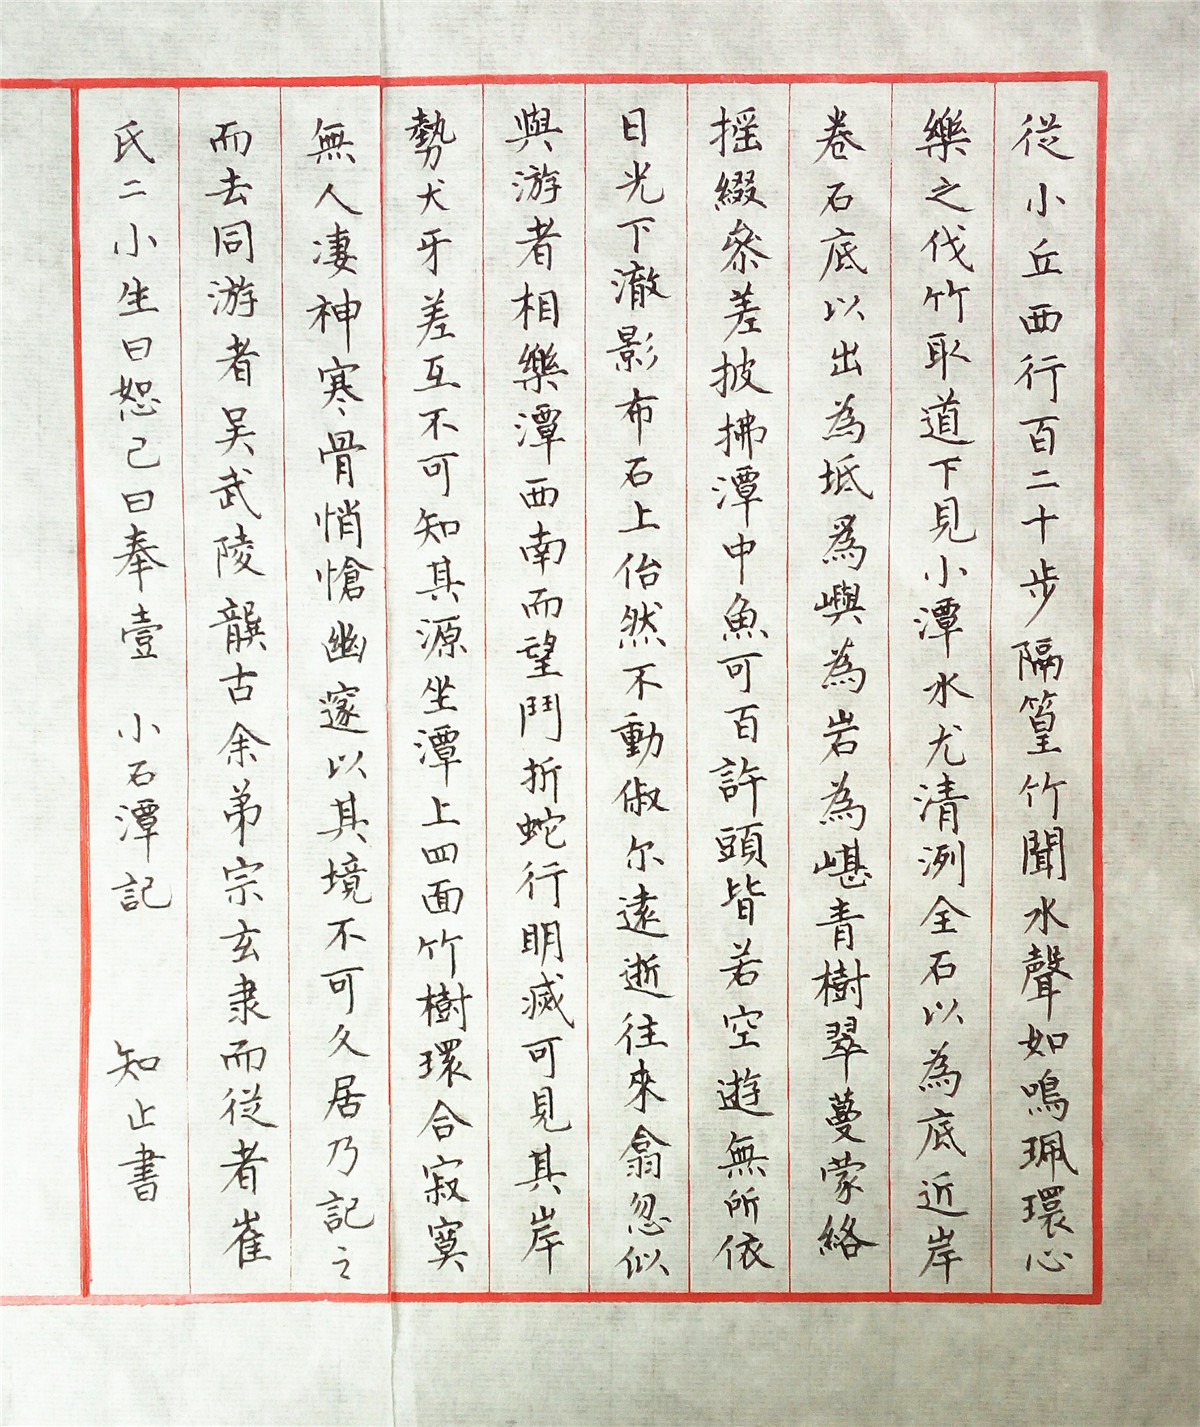 從小丘西行百二十步隔篁竹聞水聲如鳴珮環心
樂之伐竹取道下見小潭水尤清洌全石以為底近岸
卷石底以出為坻為嶼為岩為嵁青樹翠蔓蒙絡
摇綴參差披拂潭中魚可百許頭皆若空遊無所依
日光下澈影布石上佁然不動俶尔遠逝往來翕忽似
與游者相樂潭西南而望鬥折蛇行明滅可見其岸
勢犬牙差互不可知其源坐潭上四面竹樹環合寂寞
無人凄神寒骨悄愴幽邃以其境不可久居乃記之
而去同游者吴武陵龔古余弟宗玄隶而從者崔
氏二小生曰恕己曰奉壹 小石潭記 知止書